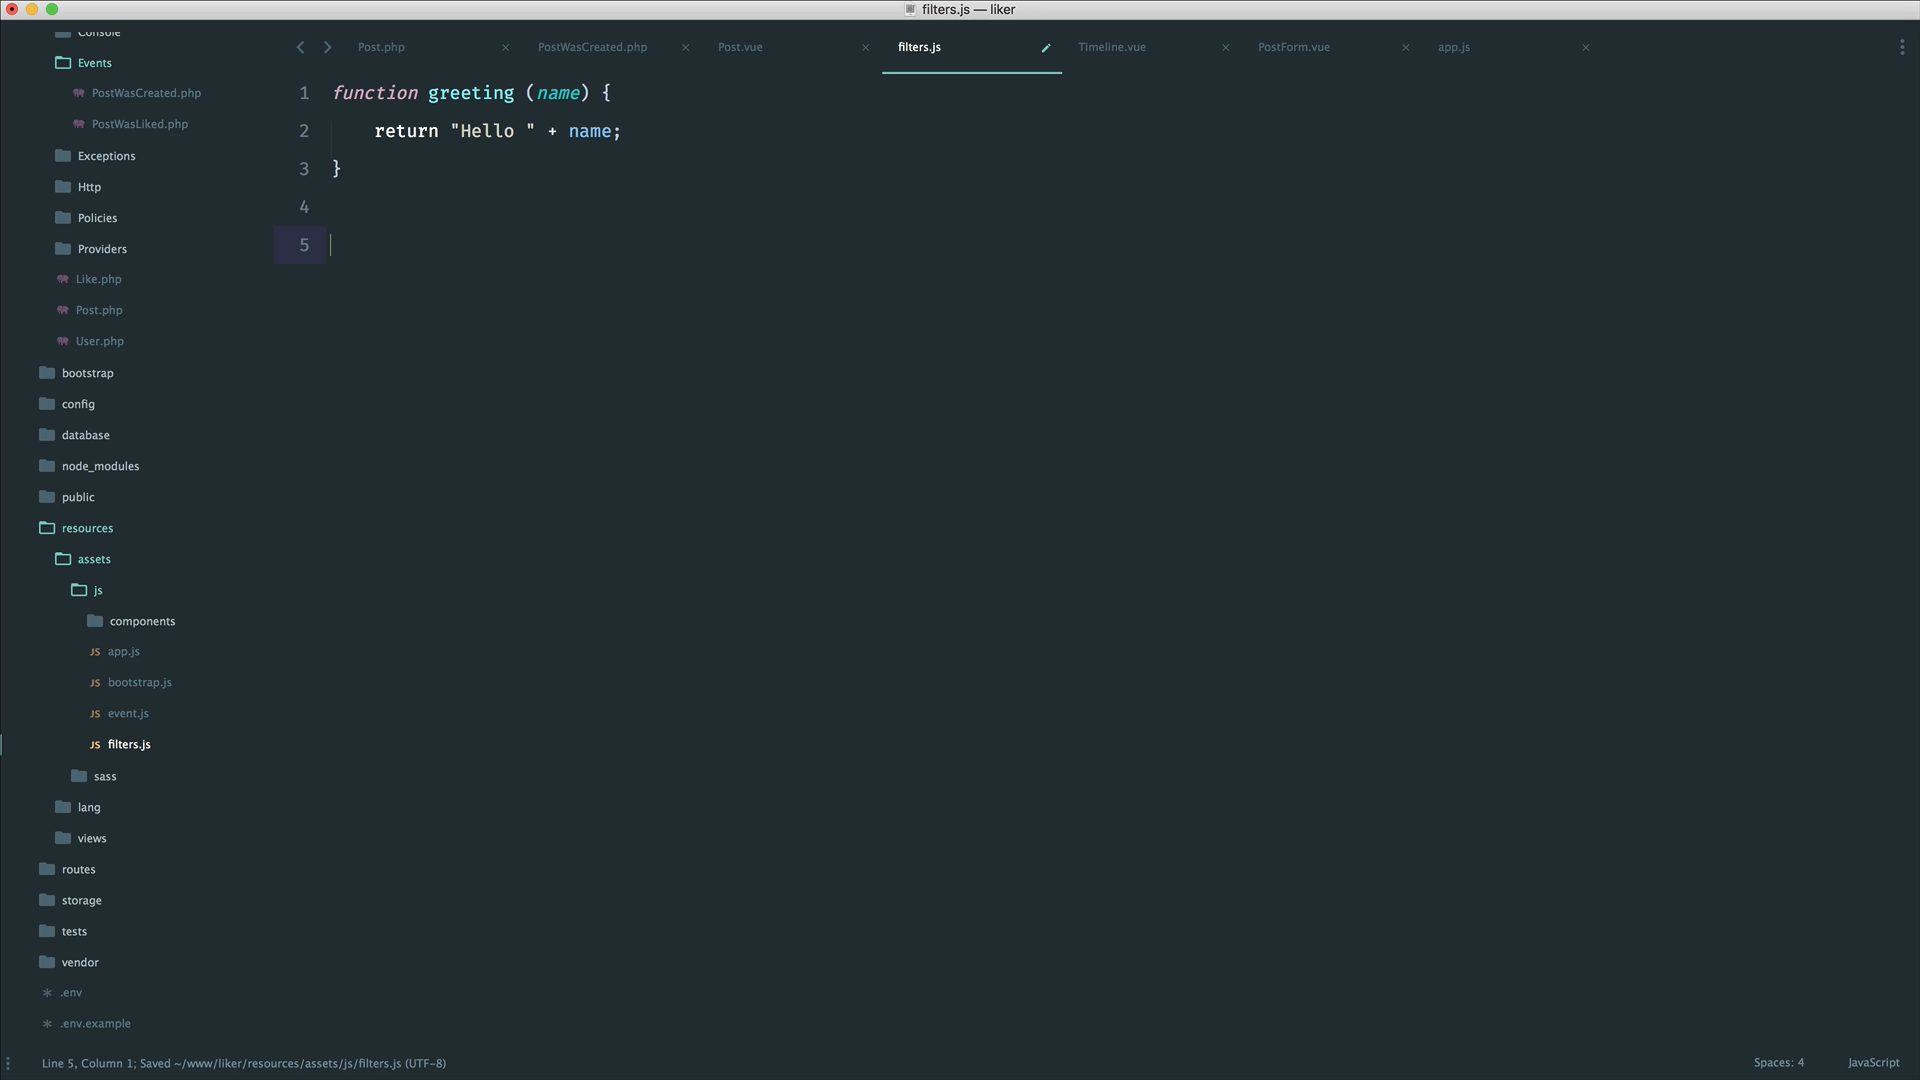 filters.js — liker
Console
Events
PostWasCreated.php
PostWasLiked.php
Exceptions
Http
Policies
Providers
Like.php
Post.php
User.php
bootstrap
config
database
node_modules
public
resources
assets
js
components
JS app.js
JS bootstrap.js
JS event.js
JS filters.js
sass
lang
views
routes
storage
tests
vendor
.env
.env.example
Post.php PostWasCreated.php Post.vue filters.js Timeline.vue PostForm.vue app.js
1 function greeting (name) {
2 return "Hello " + name;
3 }
4
5
Line 5, Column 1; Saved ~/www/liker/resources/assets/js/filters.js (UTF-8)
Spaces: 4 JavaScript